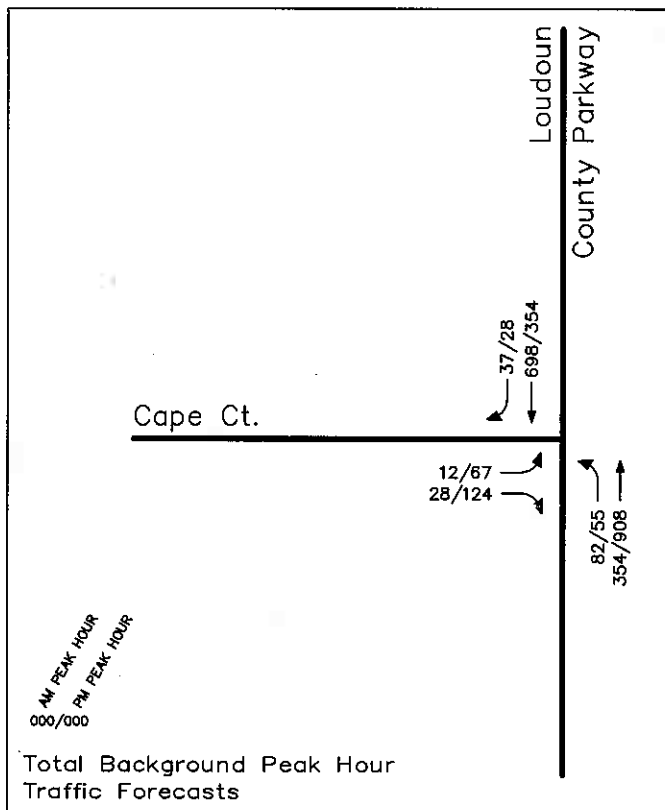 Loudoun
County Parkway
37/28
698/354
Cape Ct.
12/67
28/124
82/55
354/908
AM PEAK HOUR
PM PEAK HOUR
000/000
Total Background Peak Hour
Traffic Forecasts